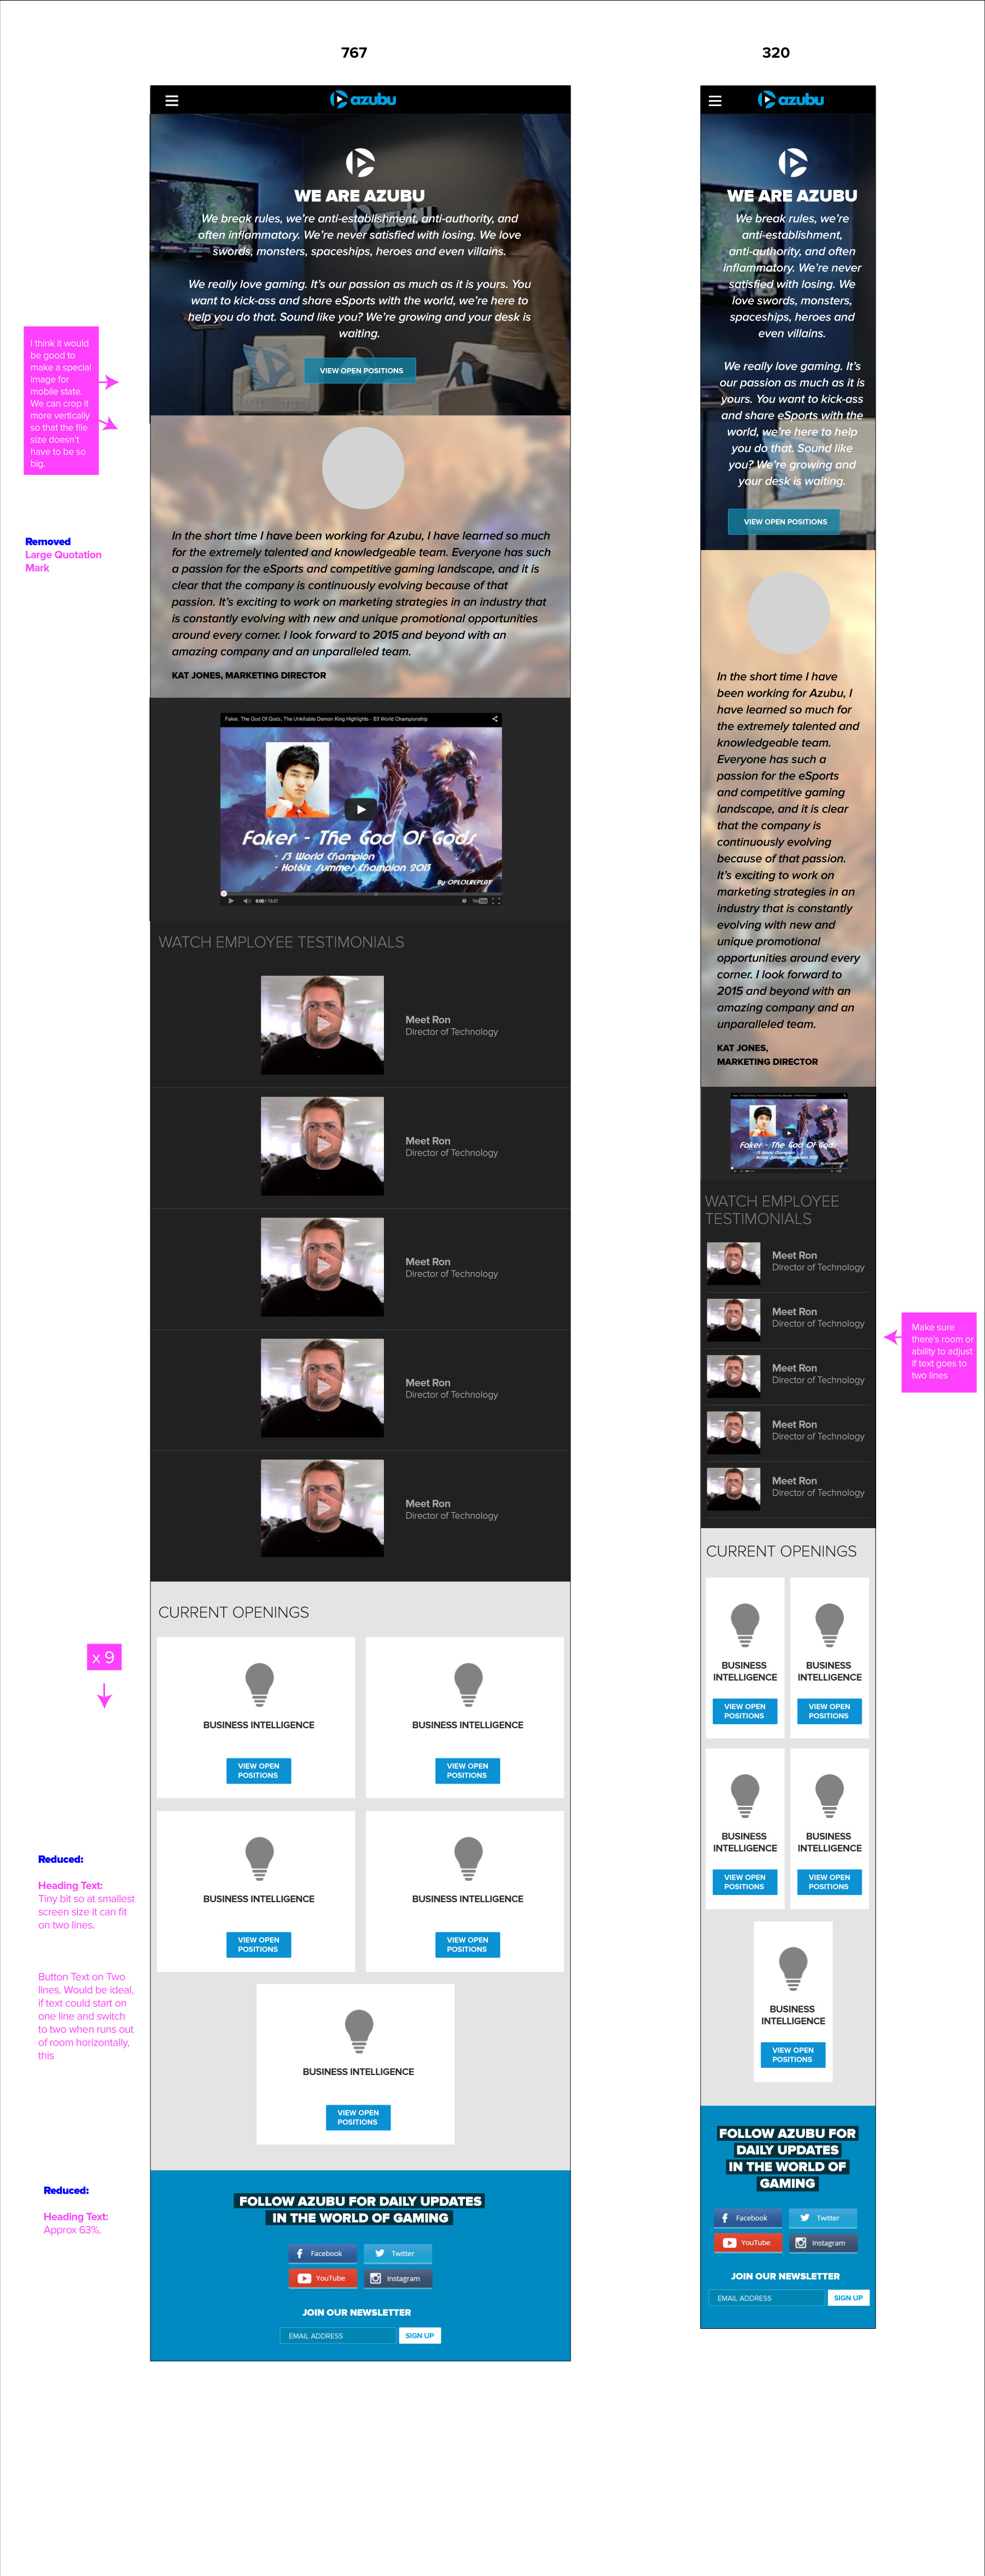 767
azubu
WE ARE AZUBU
We break rules, we're anti-establishment, anti-authority, and
often inflammatory. We're never satisfied with losing. We love
swords, monsters, spaceships, heroes and even villains.
We really love gaming. It's our passion as much as it is yours. You
want to kick-ass and share eSports with the world, we're here to
help you do that. Sound like you? We're growing and your desk is
waiting.
VIEW OPEN POSITIONS
I think it would
be good to
make a special
image for
mobile state.
We can crop it
more vertically
so that the file
size doesn't
have to be so
big.
Removed
Large Quotation
Mark
In the short time I have been working for Azubu, I have learned so much
for the extremely talented and knowledgeable team. Everyone has such
a passion for the eSports and competitive gaming landscape, and it is
clear that the company is continuously evolving because of that
passion. It's exciting to work on marketing strategies in an industry that
is constantly evolving with new and unique promotional opportunities
around every corner. I look forward to 2015 and beyond with an
amazing company and an unparalleled team.
KAT JONES, MARKETING DIRECTOR
Faker, The God Of Gods, The Unkillable Demon King Highlights - S3 World Championship
Faker - The God Of Gods
- S3 World Champion
- Hot6ix Summer Champion 2013
By OPLOLREPLAY
0:00 / 13:27
YouTube
WATCH EMPLOYEE TESTIMONIALS
Meet Ron
Director of Technology
Meet Ron
Director of Technology
Meet Ron
Director of Technology
Meet Ron
Director of Technology
Meet Ron
Director of Technology
CURRENT OPENINGS
x 9
BUSINESS INTELLIGENCE
VIEW OPEN
POSITIONS
BUSINESS INTELLIGENCE
VIEW OPEN
POSITIONS
Reduced:
Heading Text:
Tiny bit so at smallest
screen size it can fit
on two lines.
Button Text on Two
lines. Would be ideal,
if text could start on
one line and switch
to two when runs out
of room horizontally,
this
BUSINESS INTELLIGENCE
VIEW OPEN
POSITIONS
BUSINESS INTELLIGENCE
VIEW OPEN
POSITIONS
BUSINESS INTELLIGENCE
VIEW OPEN
POSITIONS
Reduced:
Heading Text:
Approx 63%.
FOLLOW AZUBU FOR DAILY UPDATES
IN THE WORLD OF GAMING
Facebook
Twitter
YouTube
Instagram
JOIN OUR NEWSLETTER
EMAIL ADDRESS
SIGN UP
320
azubu
WE ARE AZUBU
We break rules, we're
anti-establishment,
anti-authority, and often
inflammatory. We're never
satisfied with losing. We
love swords, monsters,
spaceships, heroes and
even villains.
We really love gaming. It's
our passion as much as it is
yours. You want to kick-ass
and share eSports with the
world, we're here to help
you do that. Sound like
you? We're growing and
your desk is waiting.
VIEW OPEN POSITIONS
In the short time I have
been working for Azubu, I
have learned so much for
the extremely talented and
knowledgeable team.
Everyone has such a
passion for the eSports
and competitive gaming
landscape, and it is clear
that the company is
continuously evolving
because of that passion.
It's exciting to work on
marketing strategies in an
industry that is constantly
evolving with new and
unique promotional
opportunities around every
corner. I look forward to
2015 and beyond with an
amazing company and an
unparalleled team.
KAT JONES,
MARKETING DIRECTOR
Faker - The God Of Gods
- S3 World Champion
- Hot6ix Summer Champion 2013
WATCH EMPLOYEE
TESTIMONIALS
Meet Ron
Director of Technology
Meet Ron
Director of Technology
Meet Ron
Director of Technology
Meet Ron
Director of Technology
Meet Ron
Director of Technology
Make sure
there's room or
ability to adjust
if text goes to
two lines
CURRENT OPENINGS
BUSINESS
INTELLIGENCE
VIEW OPEN
POSITIONS
BUSINESS
INTELLIGENCE
VIEW OPEN
POSITIONS
BUSINESS
INTELLIGENCE
VIEW OPEN
POSITIONS
BUSINESS
INTELLIGENCE
VIEW OPEN
POSITIONS
BUSINESS
INTELLIGENCE
VIEW OPEN
POSITIONS
FOLLOW AZUBU FOR
DAILY UPDATES
IN THE WORLD OF
GAMING
Facebook
Twitter
YouTube
Instagram
JOIN OUR NEWSLETTER
EMAIL ADDRESS
SIGN UP